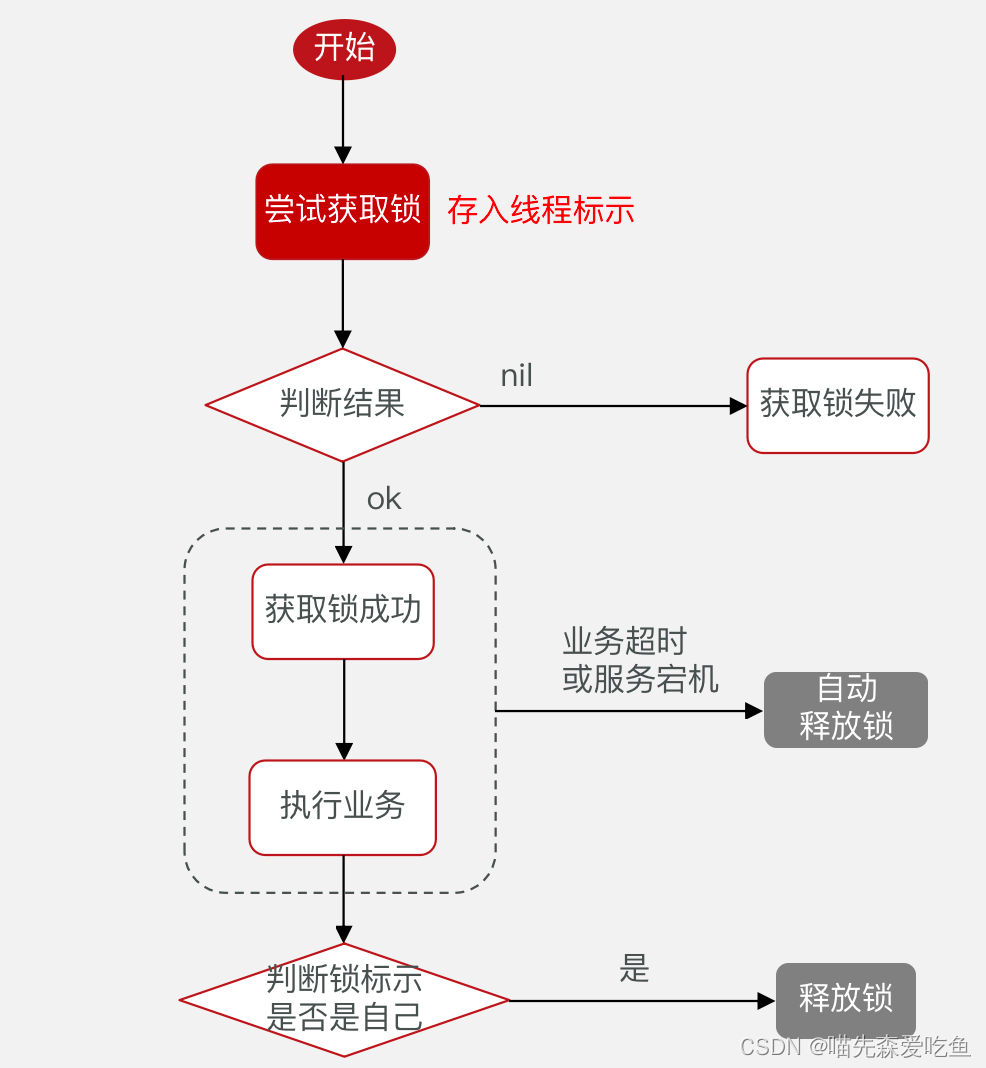 开始
尝试获取锁
存入线程标示
判断结果
nil
获取锁失败
ok
获取锁成功
业务超时
或服务宕机
自动
释放锁
执行业务
判断锁标示
是否是自己
是
释放锁
CSDN @喵先森爱吃鱼